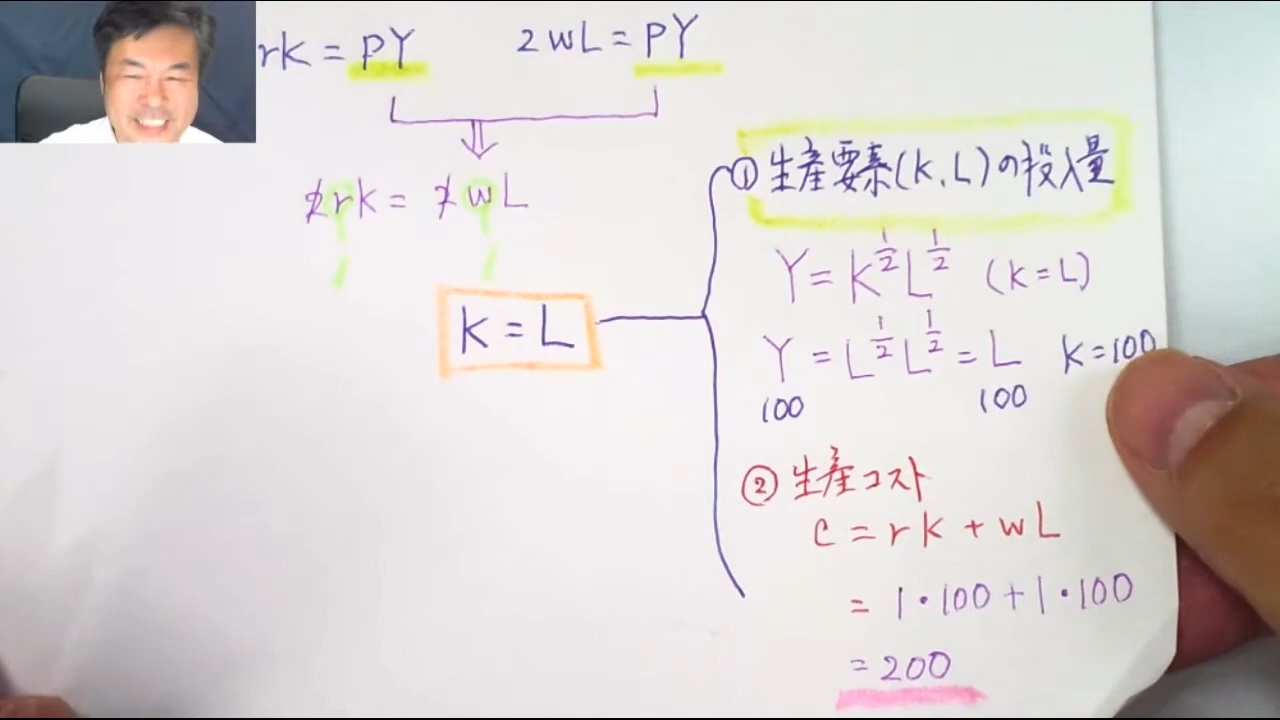 rK = PY
2wL = PY
2rK = 2wL
K = L
① 生産要素(K, L)の投入量
Y = K^{1/2} L^{1/2} (K = L)
Y = L^{1/2} L^{1/2} = L K = 100
100 100
② 生産コスト
C = rK + wL
= 1・100 + 1・100
= 200